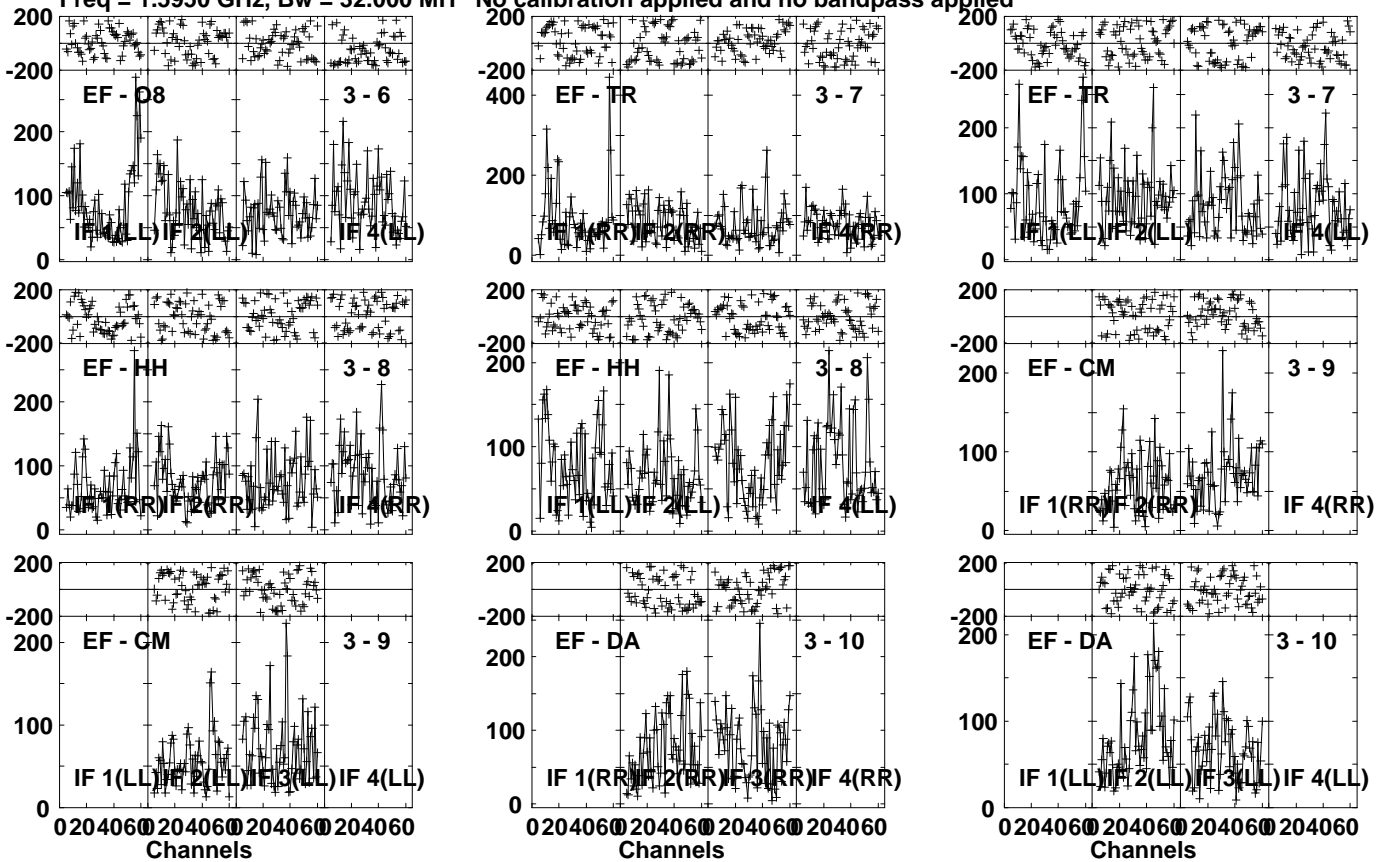 Freq = 1.5950 GHz, Bw = 32.000 MH No calibration applied and no bandpass applied
200
-200
EF - O8 3 - 6
200
100
0
IF 1(LL) IF 2(LL) IF 4(LL)
200
-200
EF - TR 3 - 7
400
200
0
IF 1(RR) IF 2(RR) IF 4(RR)
200
-200
EF - TR 3 - 7
200
100
0
IF 1(LL) IF 2(LL) IF 4(LL)
200
-200
EF - HH 3 - 8
200
100
0
IF 1(RR) IF 2(RR) IF 4(RR)
200
-200
EF - HH 3 - 8
200
100
0
IF 1(LL) IF 2(LL) IF 4(LL)
200
-200
EF - CM 3 - 9
200
100
0
IF 1(RR) IF 2(RR) IF 4(RR)
200
-200
EF - CM 3 - 9
200
100
0
IF 1(LL) IF 2(LL) IF 3(LL) IF 4(LL)
0 20 40 60 0 20 40 60 0 20 40 60 0 20 40 60
Channels
200
-200
EF - DA 3 - 10
200
100
0
IF 1(RR) IF 2(RR) IF 3(RR) IF 4(RR)
0 20 40 60 0 20 40 60 0 20 40 60 0 20 40 60
Channels
200
-200
EF - DA 3 - 10
200
100
0
IF 1(LL) IF 2(LL) IF 3(LL) IF 4(LL)
0 20 40 60 0 20 40 60 0 20 40 60 0 20 40 60
Channels